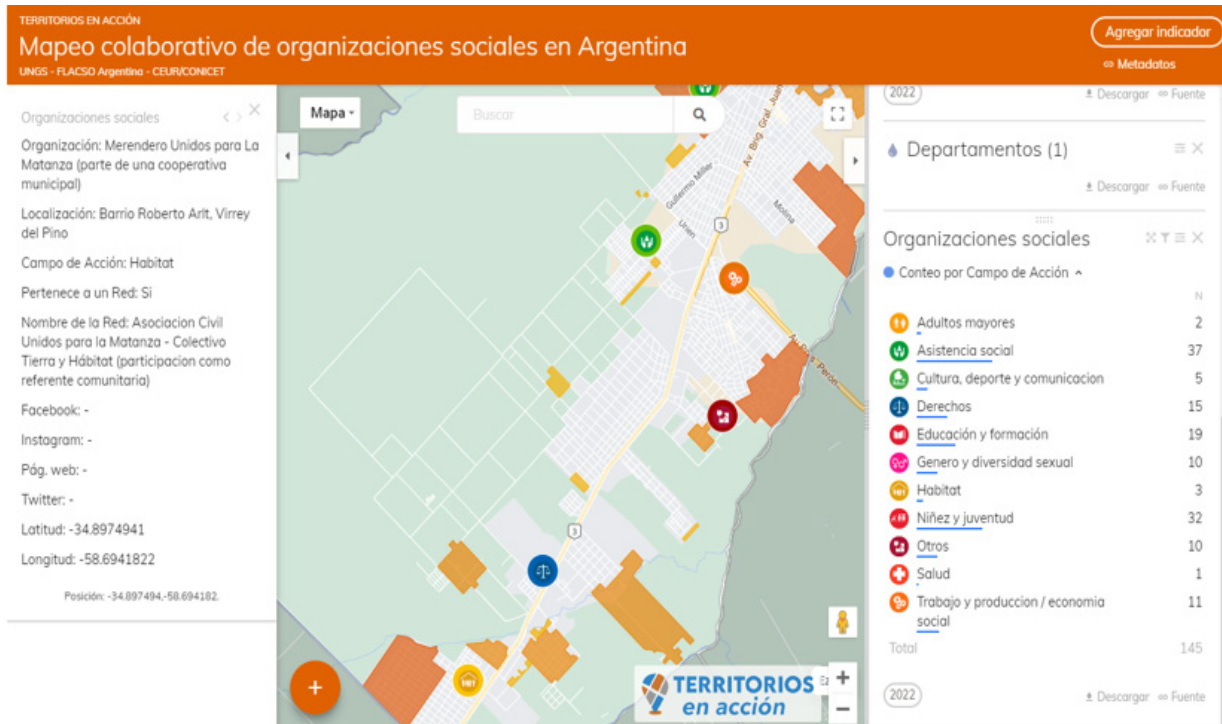 TERRITORIOS EN ACCIÓN
Mapeo colaborativo de organizaciones sociales en Argentina
UNGS - FLACSO Argentina - CEUR/CONICET
Agregar indicador
Metadatos
Organizaciones sociales
Organización: Merendero Unidos para La
Matanza (parte de una cooperativa
municipal)
Localización: Barrio Roberto Arlt, Virrey
del Pino
Campo de Acción: Habitat
Pertenece a un Red: Si
Nombre de la Red: Asociacion Civil
Unidos para la Matanza - Colectivo
Tierra y Hábitat (participacion como
referente comunitaria)
Facebook: -
Instagram: -
Pág. web: -
Twitter: -
Latitud: -34.8974941
Longitud: -58.6941822
Posición: -34.897494,-58.694182.
Mapa
Buscar
Av. Brig. Gral. Juan
Guillermo Miller
Urien
Molina
3
Av. Pres. Peron
3
TERRITORIOS
en acción
2022
Descargar Fuente
Departamentos (1)
Descargar Fuente
Organizaciones sociales
Conteo por Campo de Acción
N
Adultos mayores 2
Asistencia social 37
Cultura, deporte y comunicacion 5
Derechos 15
Educación y formación 19
Genero y diversidad sexual 10
Habitat 3
Niñez y juventud 32
Otros 10
Salud 1
Trabajo y produccion / economia 11
social
Total 145
2022
Descargar Fuente